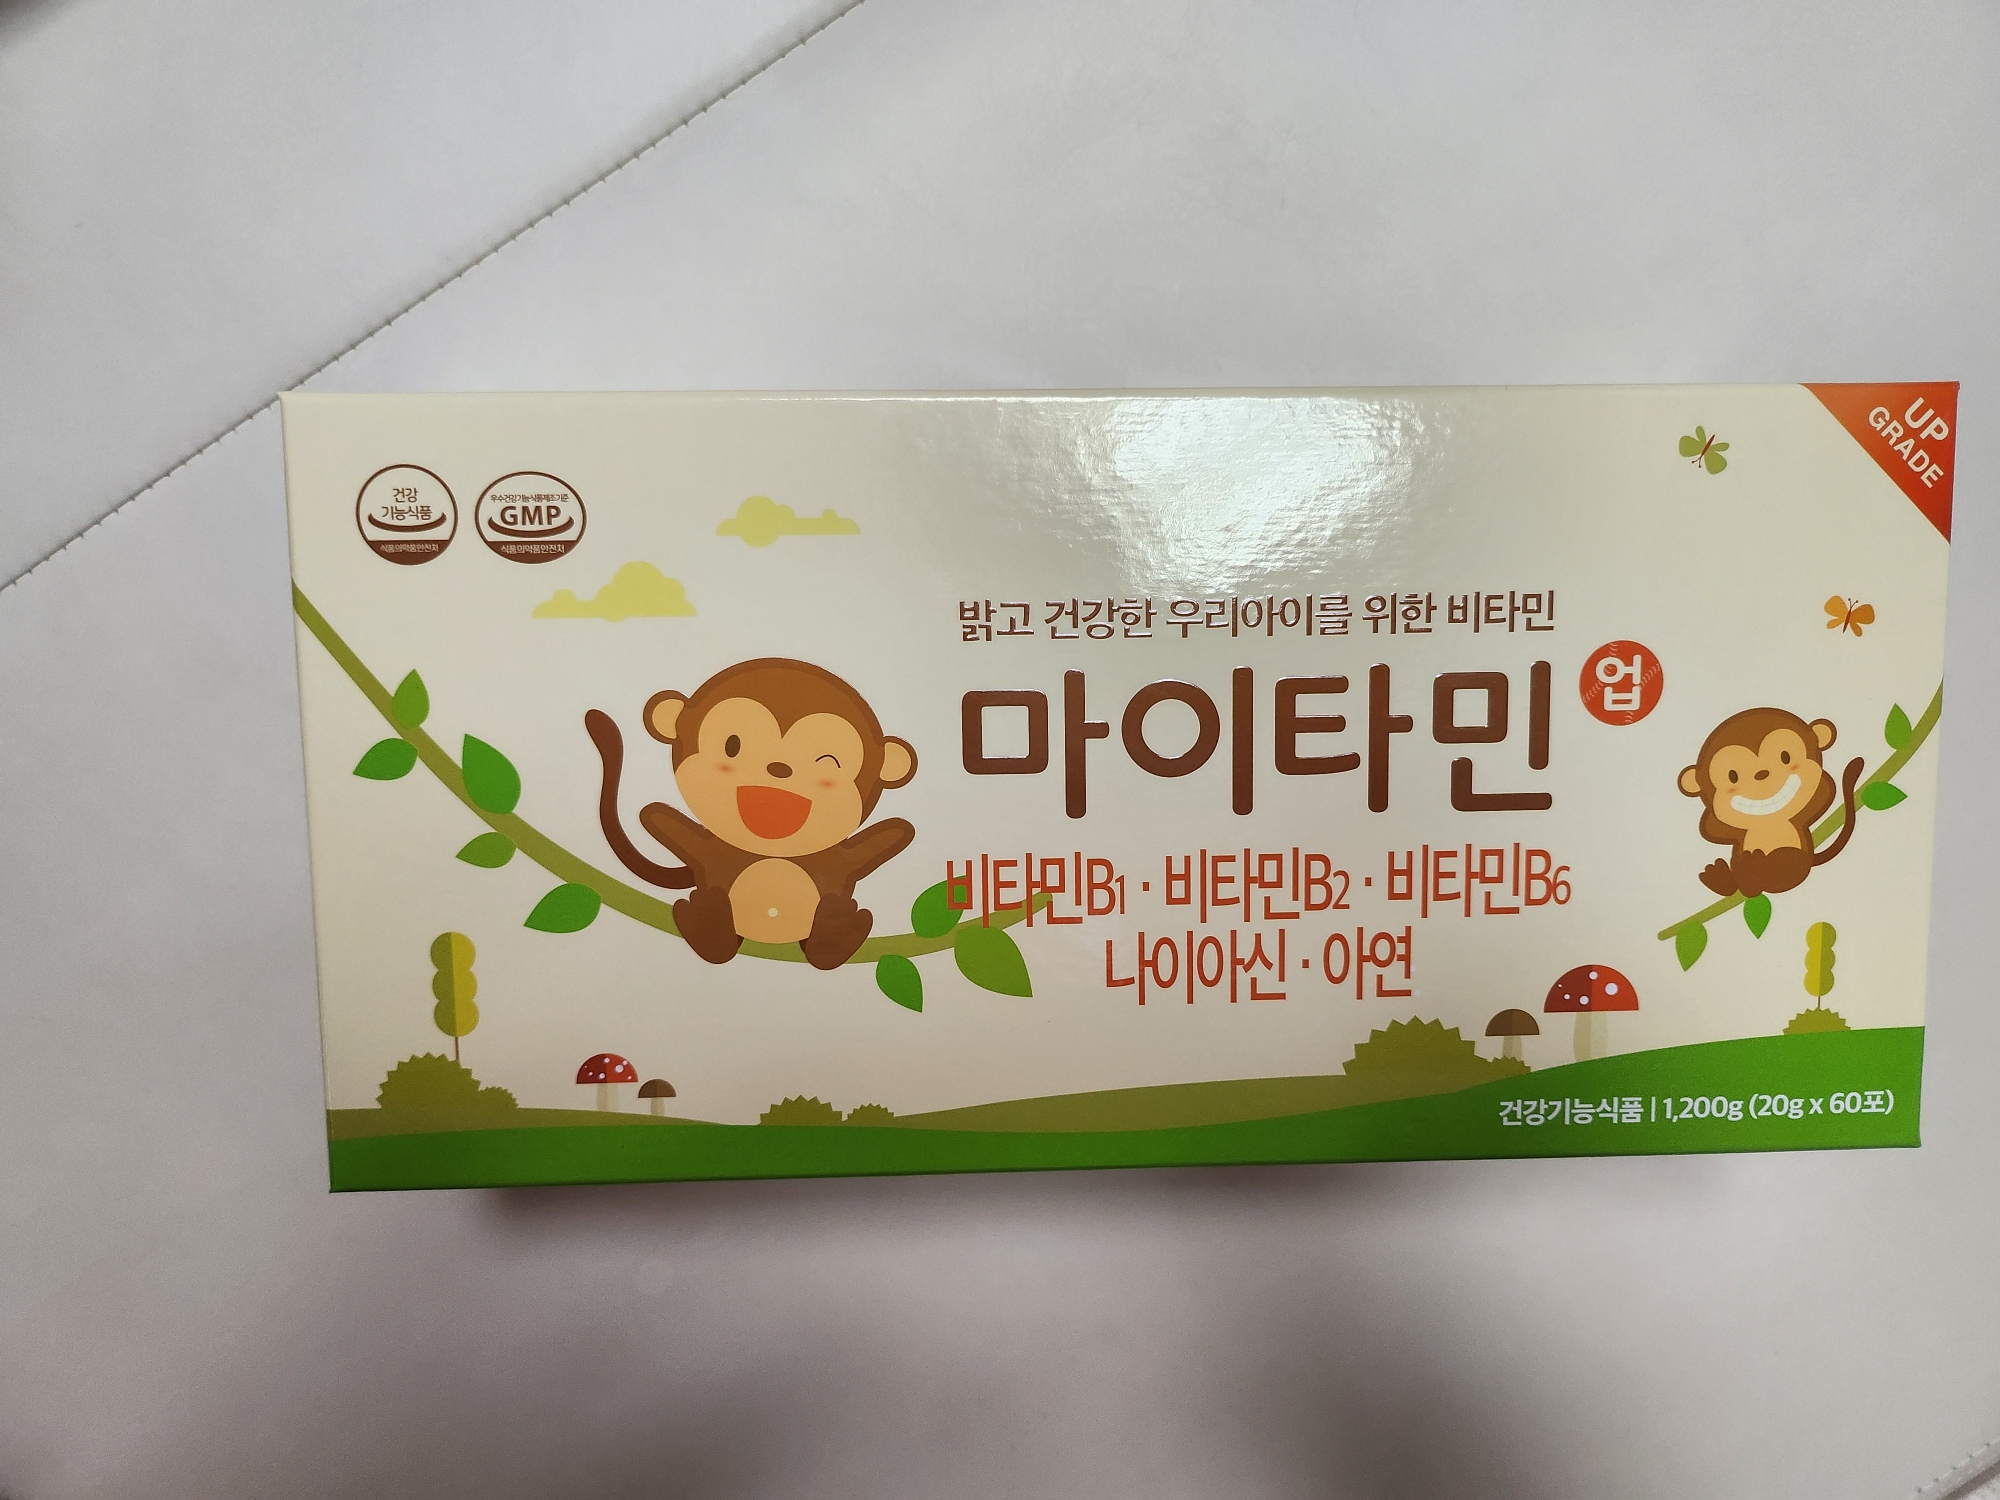 UP
GRADE
건강
기능식품
식품의약품안전처
우수건강기능식품제조기준
GMP
식품의약품안전처
밝고 건강한 우리아이를 위한 비타민
마이타민 업
비타민B1 · 비타민B2 · 비타민B6
나이아신 · 아연
건강기능식품 | 1,200g (20g x 60포)